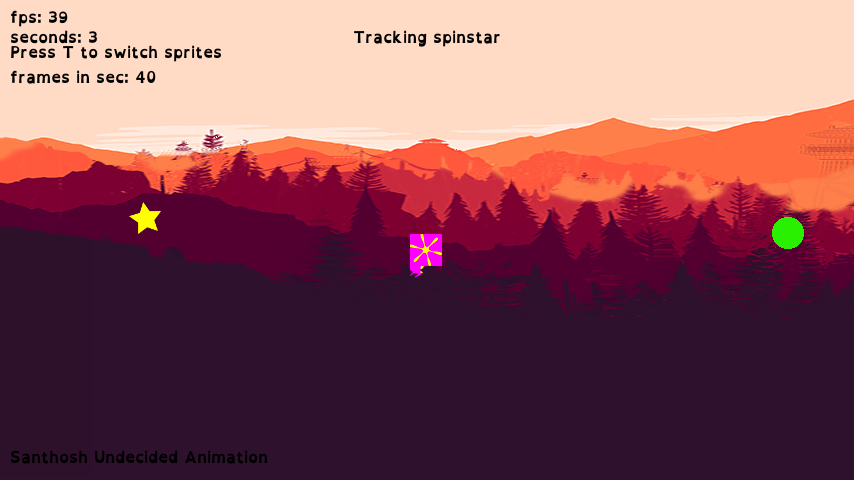 fps: 39
seconds: 3
Press T to switch sprites
frames in sec: 40
Tracking spinstar
Santhosh Undecided Animation